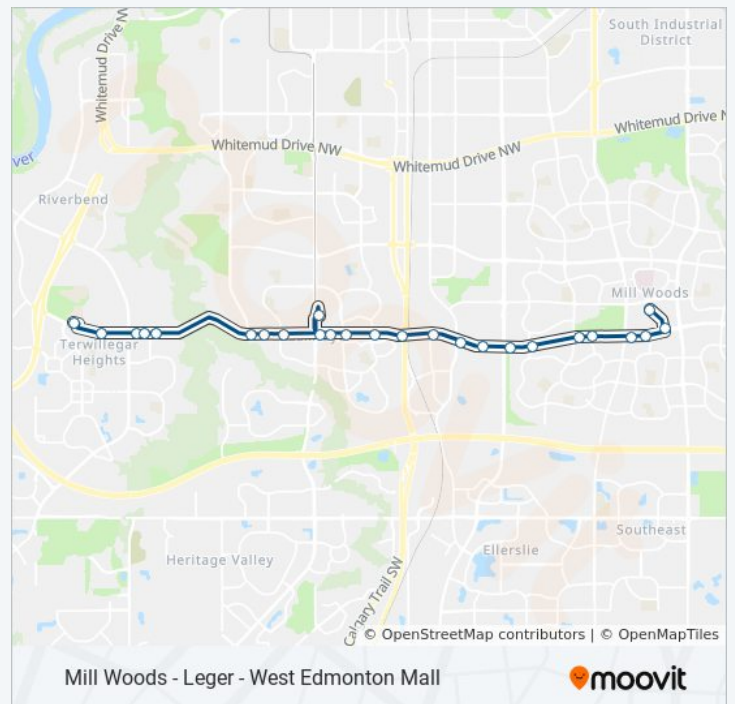 South Industrial
District
Whitemud Drive NW
Whitemud Drive NW
Whitemud Drive NW
Whitemud Drive N
ver
Riverbend
Mill Woods
Terwillegar
Heights
Heritage Valley
Ellerslie
Southeast
Calgary Trail SW
© OpenStreetMap contributors | © OpenMapTiles
Mill Woods - Leger - West Edmonton Mall
moovit